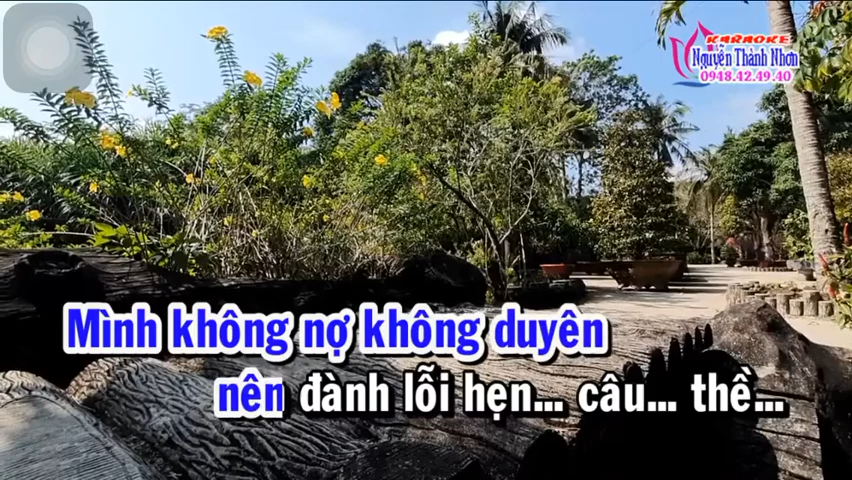 KARAOKE
Nguyễn Thành Nhơn
0948.42.49.40
Mình không nợ không duyên
nên đành lỗi hẹn... câu... thề...